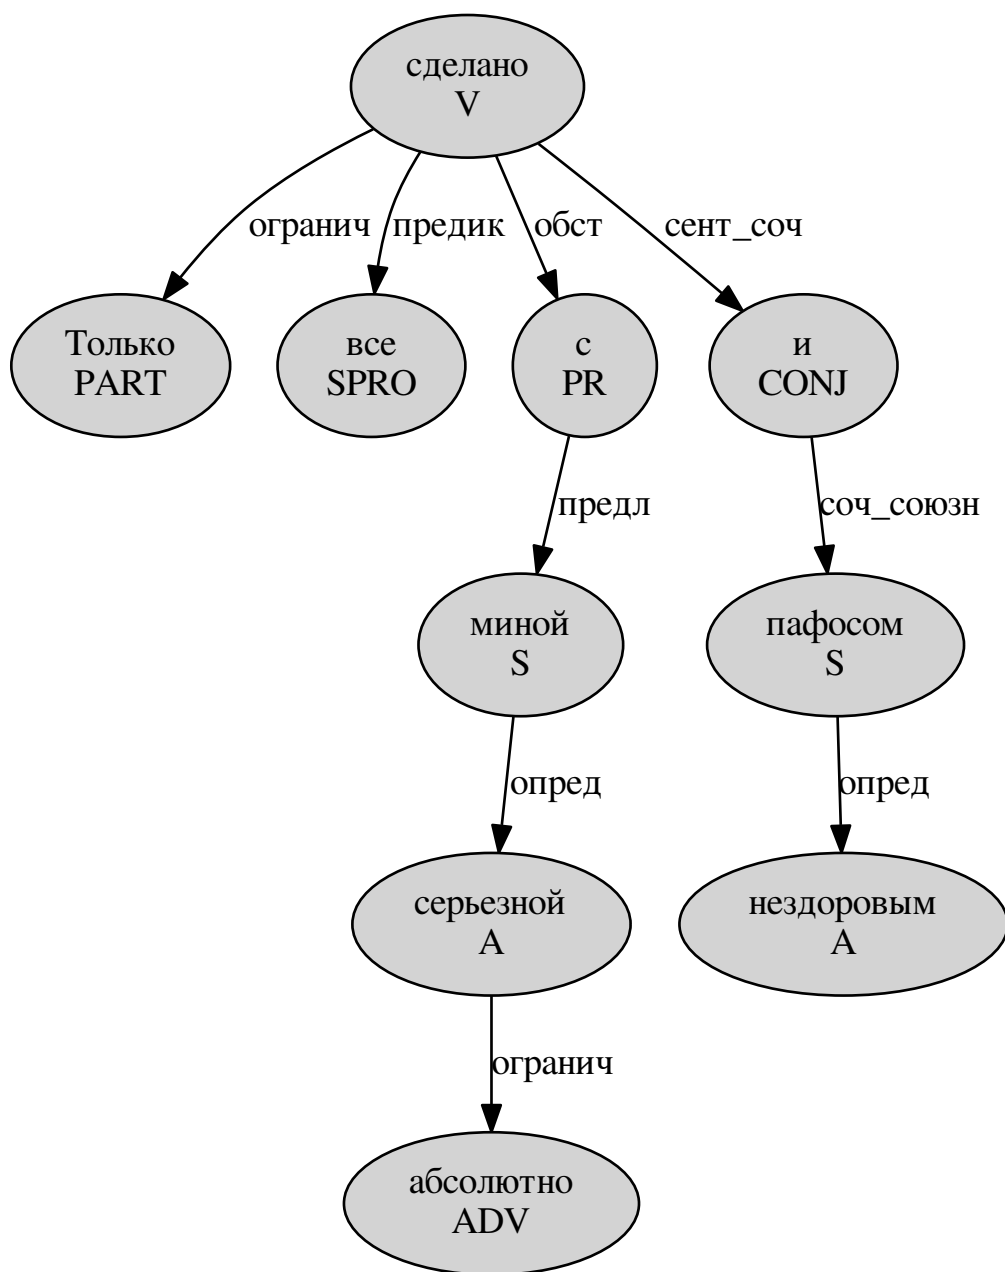 сделано
V
огранич
предик
обст
сент_соч
Только
PART
все
SPRO
с
PR
и
CONJ
предл
соч_союзн
миной
S
пафосом
S
опред
опред
серьезной
A
нездоровым
A
огранич
абсолютно
ADV